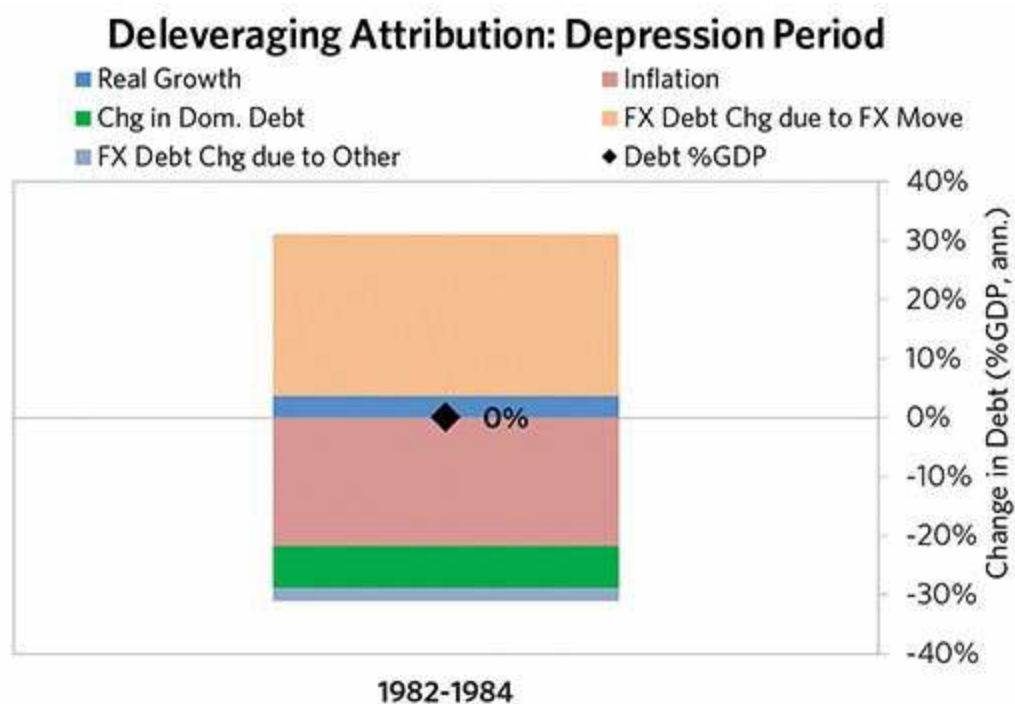 Deleveraging Attribution: Depression Period
Real Growth
Inflation
Chg in Dom. Debt
FX Debt Chg due to FX Move
FX Debt Chg due to Other
Debt %GDP
40%
30%
20%
10%
0%
0%
-10%
-20%
-30%
-40%
Change in Debt (%GDP, ann.)
1982-1984